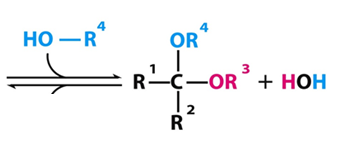 HO—R⁴
OR⁴
R¹—C—OR³ + HOH
R²